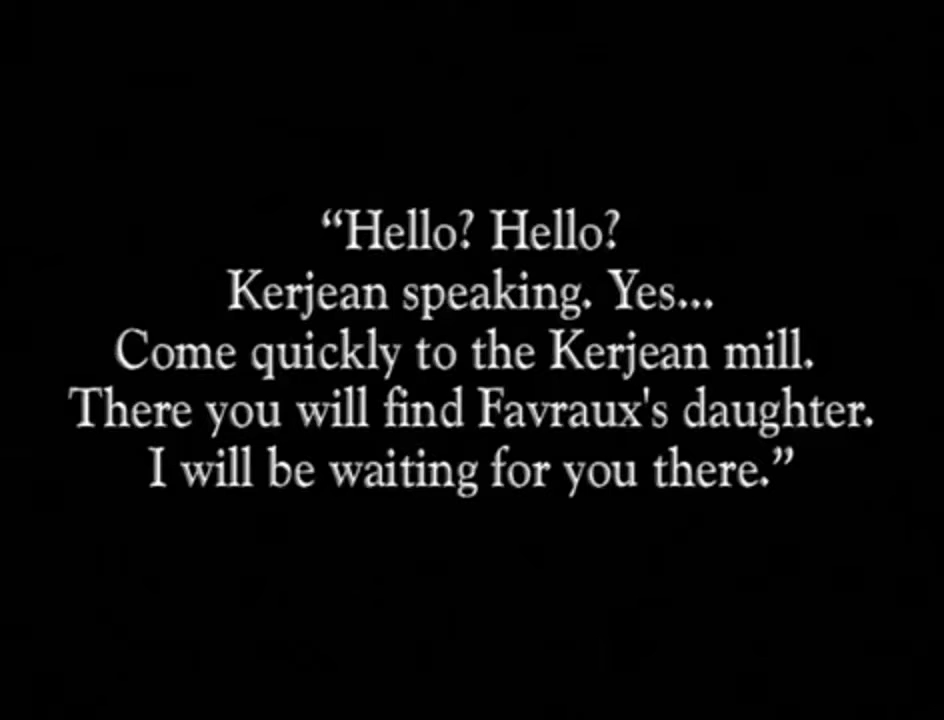 “Hello? Hello?
Kerjean speaking. Yes...
Come quickly to the Kerjean mill.
There you will find Favraux's daughter.
I will be waiting for you there.”